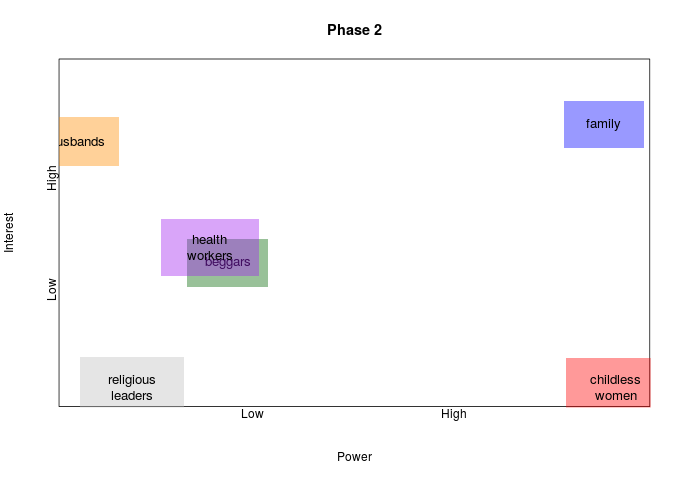 Phase 2
family
usbands
High
health
workers
beggars
Interest
Low
religious
leaders
childless
women
Low
High
Power